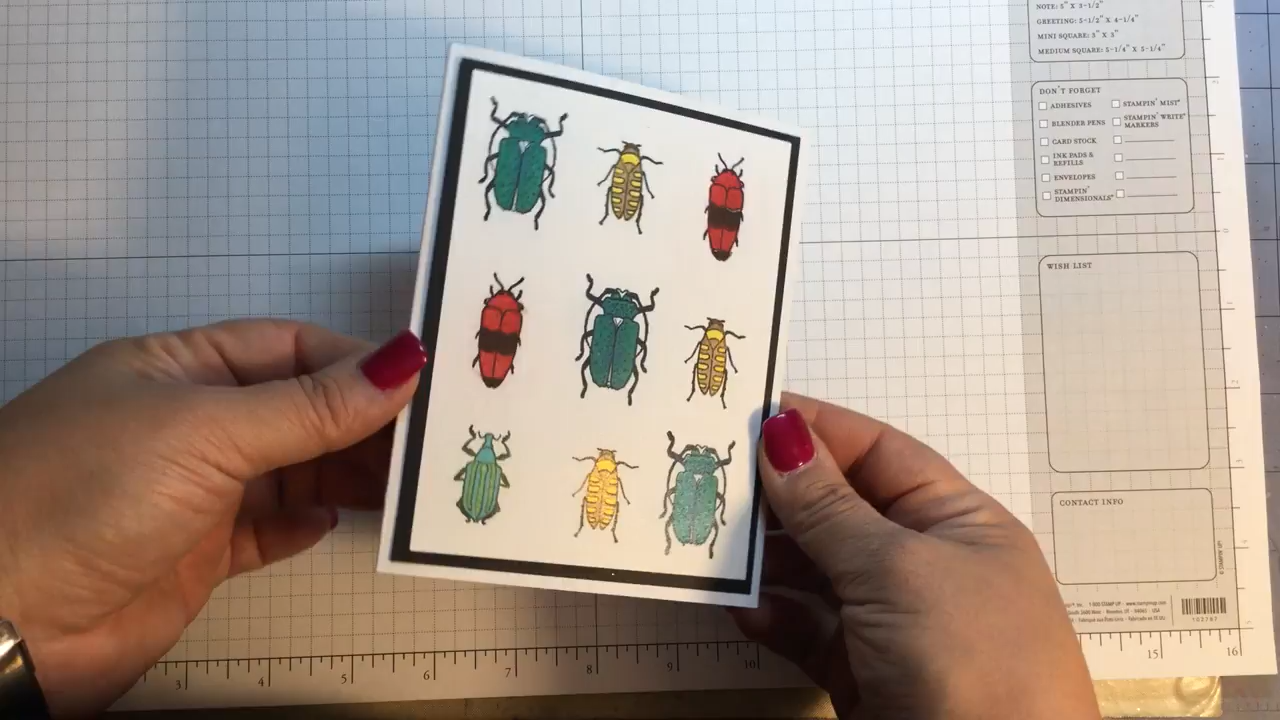 NOTE: 5" X 3-1/2"
GREETING: 5-1/2" X 4-1/4"
MINI SQUARE: 3" X 3"
MEDIUM SQUARE: 5-1/4" X 5-1/4"
DON'T FORGET
ADHESIVES
BLENDER PENS
CARD STOCK
INK PADS &
REFILLS
ENVELOPES
STAMPIN'
DIMENSIONALS®
STAMPIN' MIST®
STAMPIN' WRITE®
MARKERS
WISH LIST
CONTACT INFO
3 4 5 6 7 8 9 10 15 16